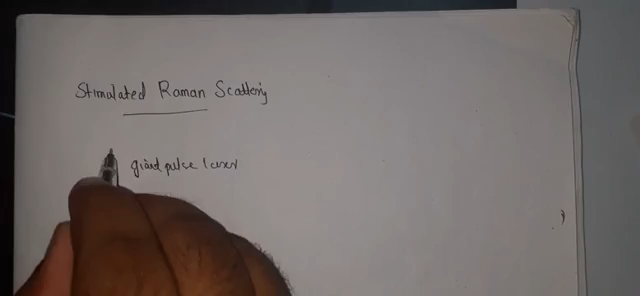 Stimulated Raman Scattering
giant pulse laser